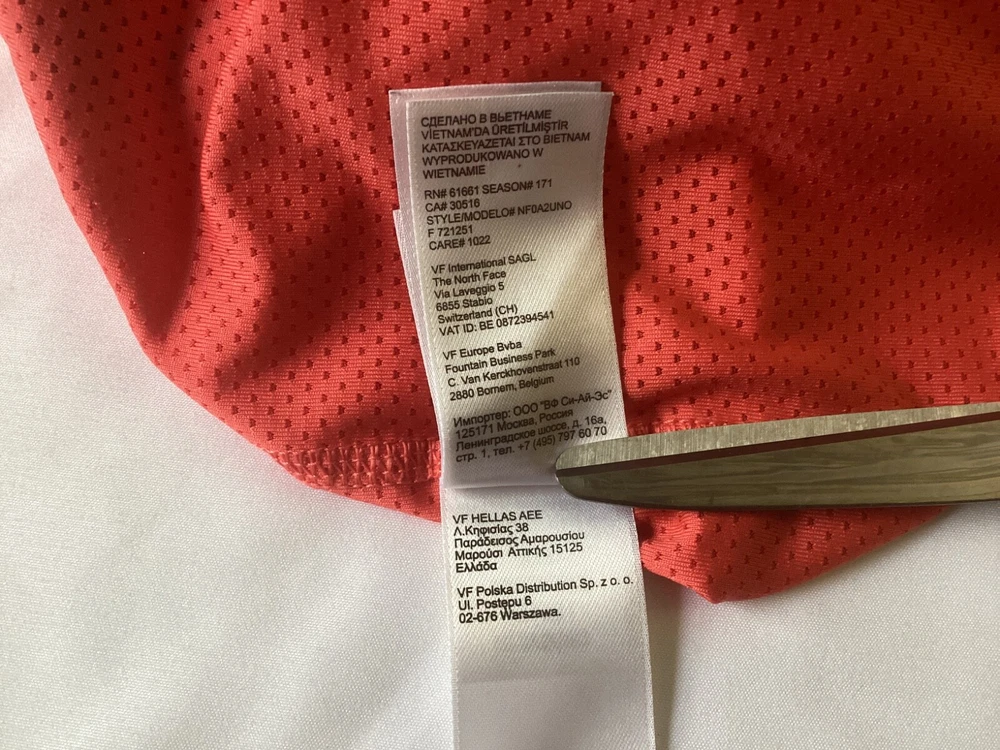 СДЕЛАНО В ВЬЕТНАМЕ
VİETNAM'DA ÜRETİLMİŞTİR
ΚΑΤΑΣΚΕΥΑΖΕΤΑΙ ΣΤΟ ΒΙΕΤΝΑΜ
WYPRODUKOWANO W
WIETNAMIE
RN# 61661 SEASON# 171
CA# 30516
STYLE/MODELO# NF0A2UNO
F 721251
CARE# 1022
VF International SAGL
The North Face
Via Laveggio 5
6855 Stabio
Switzerland (CH)
VAT ID: BE 0872394541
VF Europe Bvba
Fountain Business Park
C. Van Kerckhovenstraat 110
2880 Bornem, Belgium
Импортер: ООО "ВФ Си-Ай-Эс"
125171 Москва, Россия
Ленинградское шоссе, д. 16а,
стр. 1, тел. +7 (495) 797 60 70
VF HELLAS AEE
Λ.Κηφισίας 38
Παράδεισος Αμαρουσίου
Μαρούσι Αττικής 15125
Ελλάδα
VF Polska Distribution Sp. z o. o.
Ul. Postępu 6
02-676 Warszawa.